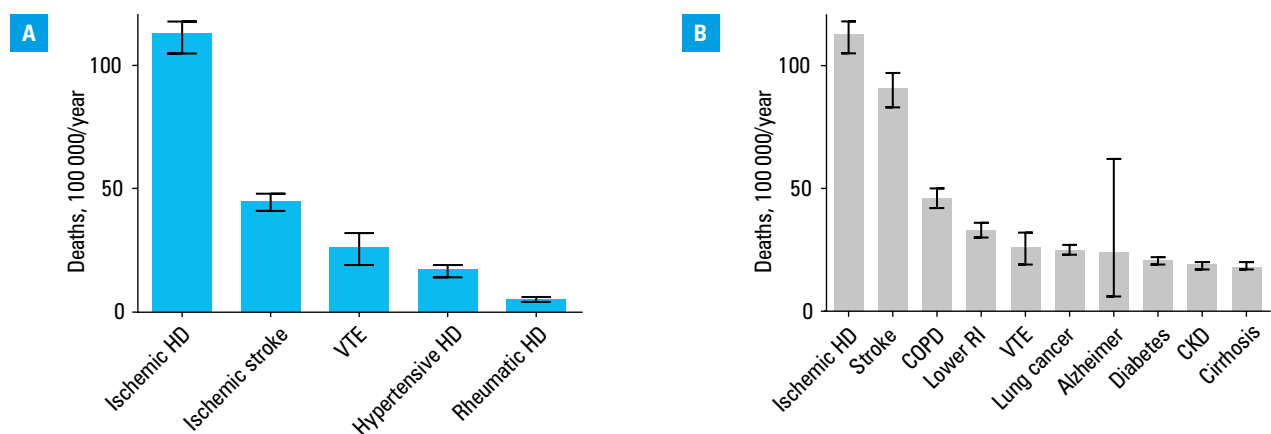 A
Deaths, 100 000/year
100
50
0
Ischemic HD
Ischemic stroke
VTE
Hypertensive HD
Rheumatic HD
B
Deaths, 100 000/year
100
50
0
Ischemic HD
Stroke
COPD
Lower RI
VTE
Lung cancer
Alzheimer
Diabetes
CKD
Cirrhosis